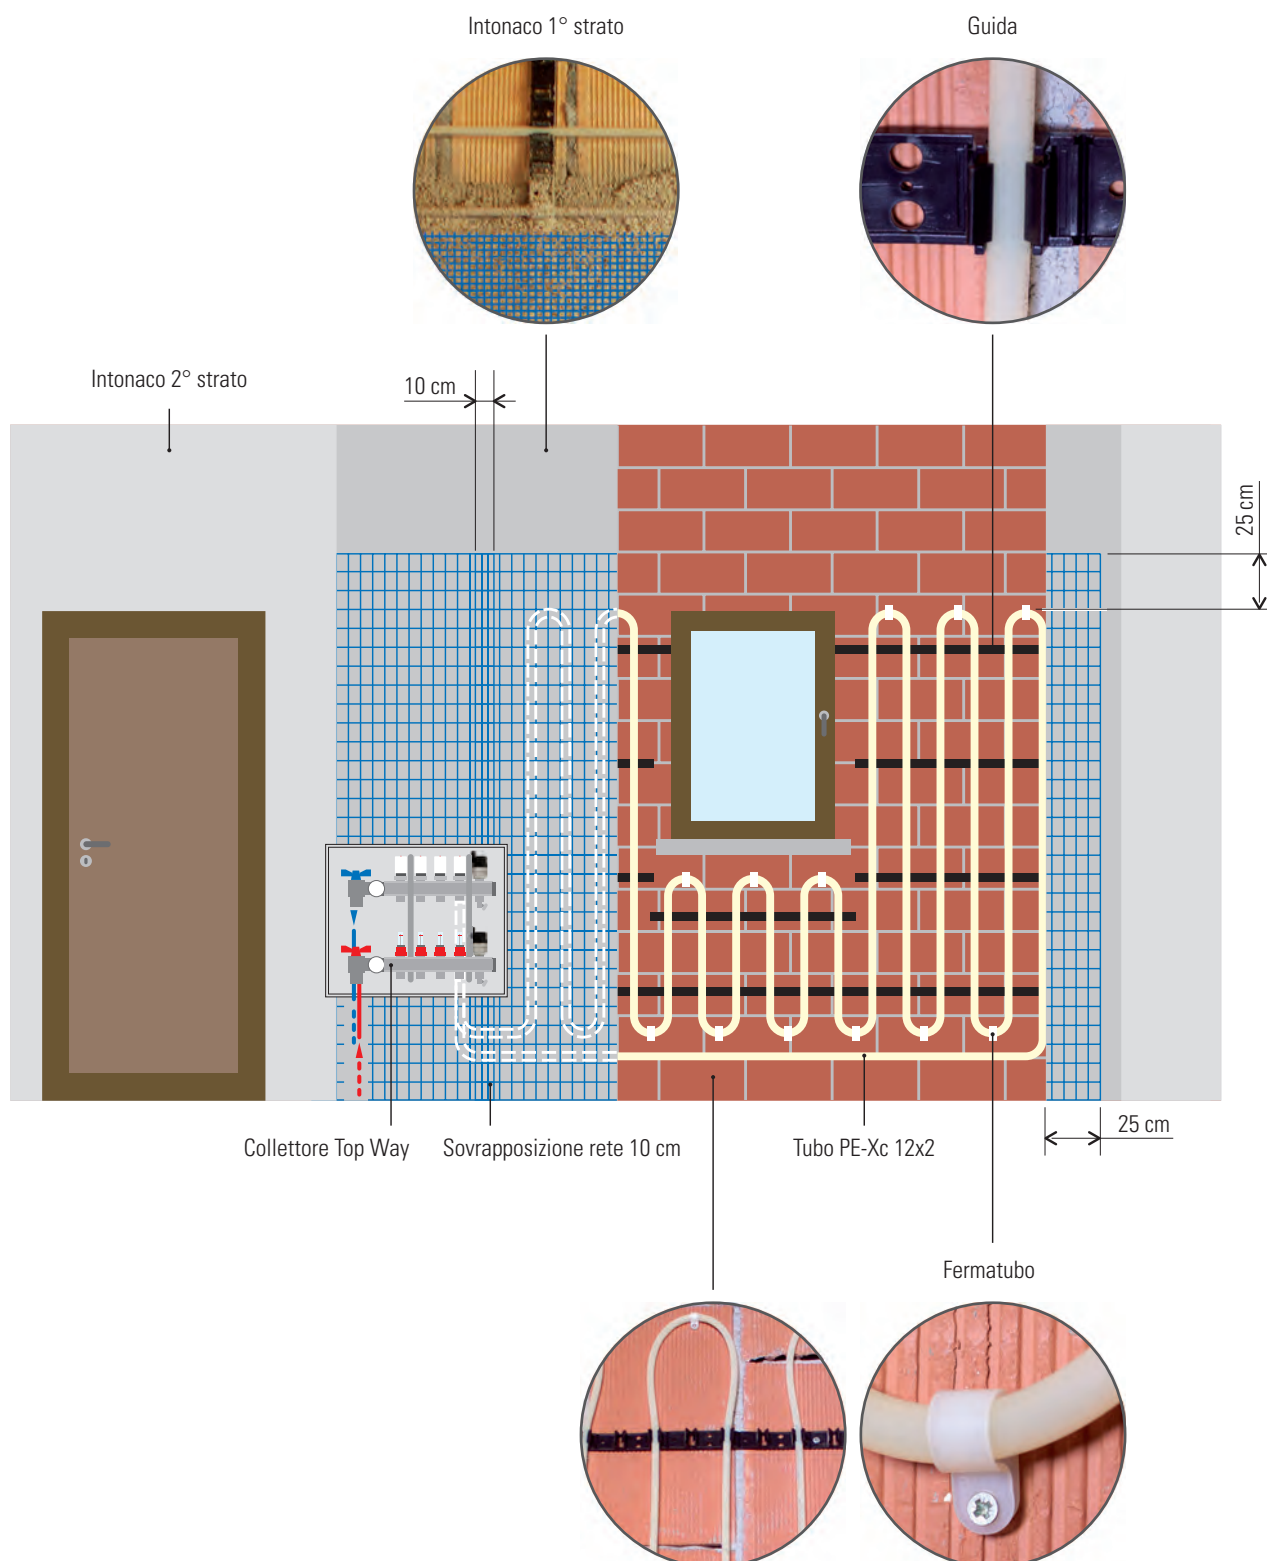 Intonaco 1° strato
Guida
Intonaco 2° strato
10 cm
25 cm
Collettore Top Way
Sovrapposizione rete 10 cm
Tubo PE-Xc 12x2
25 cm
Fermatubo